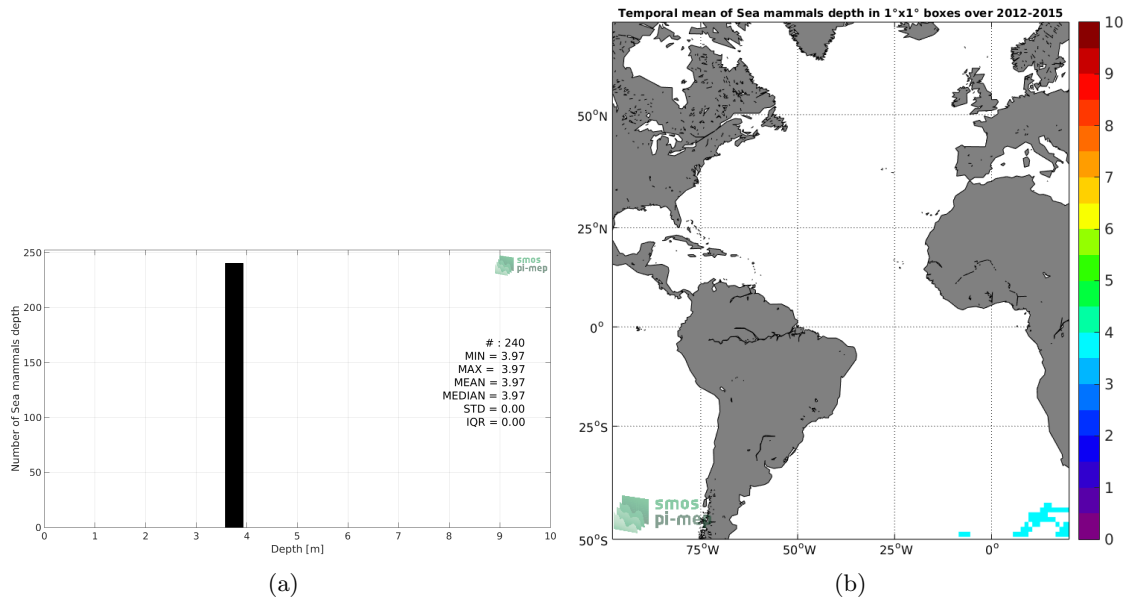 250
200
150
100
50
0
Number of Sea mammals depth
smos
pi-mep
# : 240
MIN = 3.97
MAX = 3.97
MEAN = 3.97
MEDIAN = 3.97
STD = 0.00
IQR = 0.00
0 1 2 3 4 5 6 7 8 9 10
Depth [m]
(a)
Temporal mean of Sea mammals depth in 1°x1° boxes over 2012-2015
50°N
25°N
0°
25°S
50°S
75°W 50°W 25°W 0°
smos
pi-mep
10
9
8
7
6
5
4
3
2
1
0
(b)